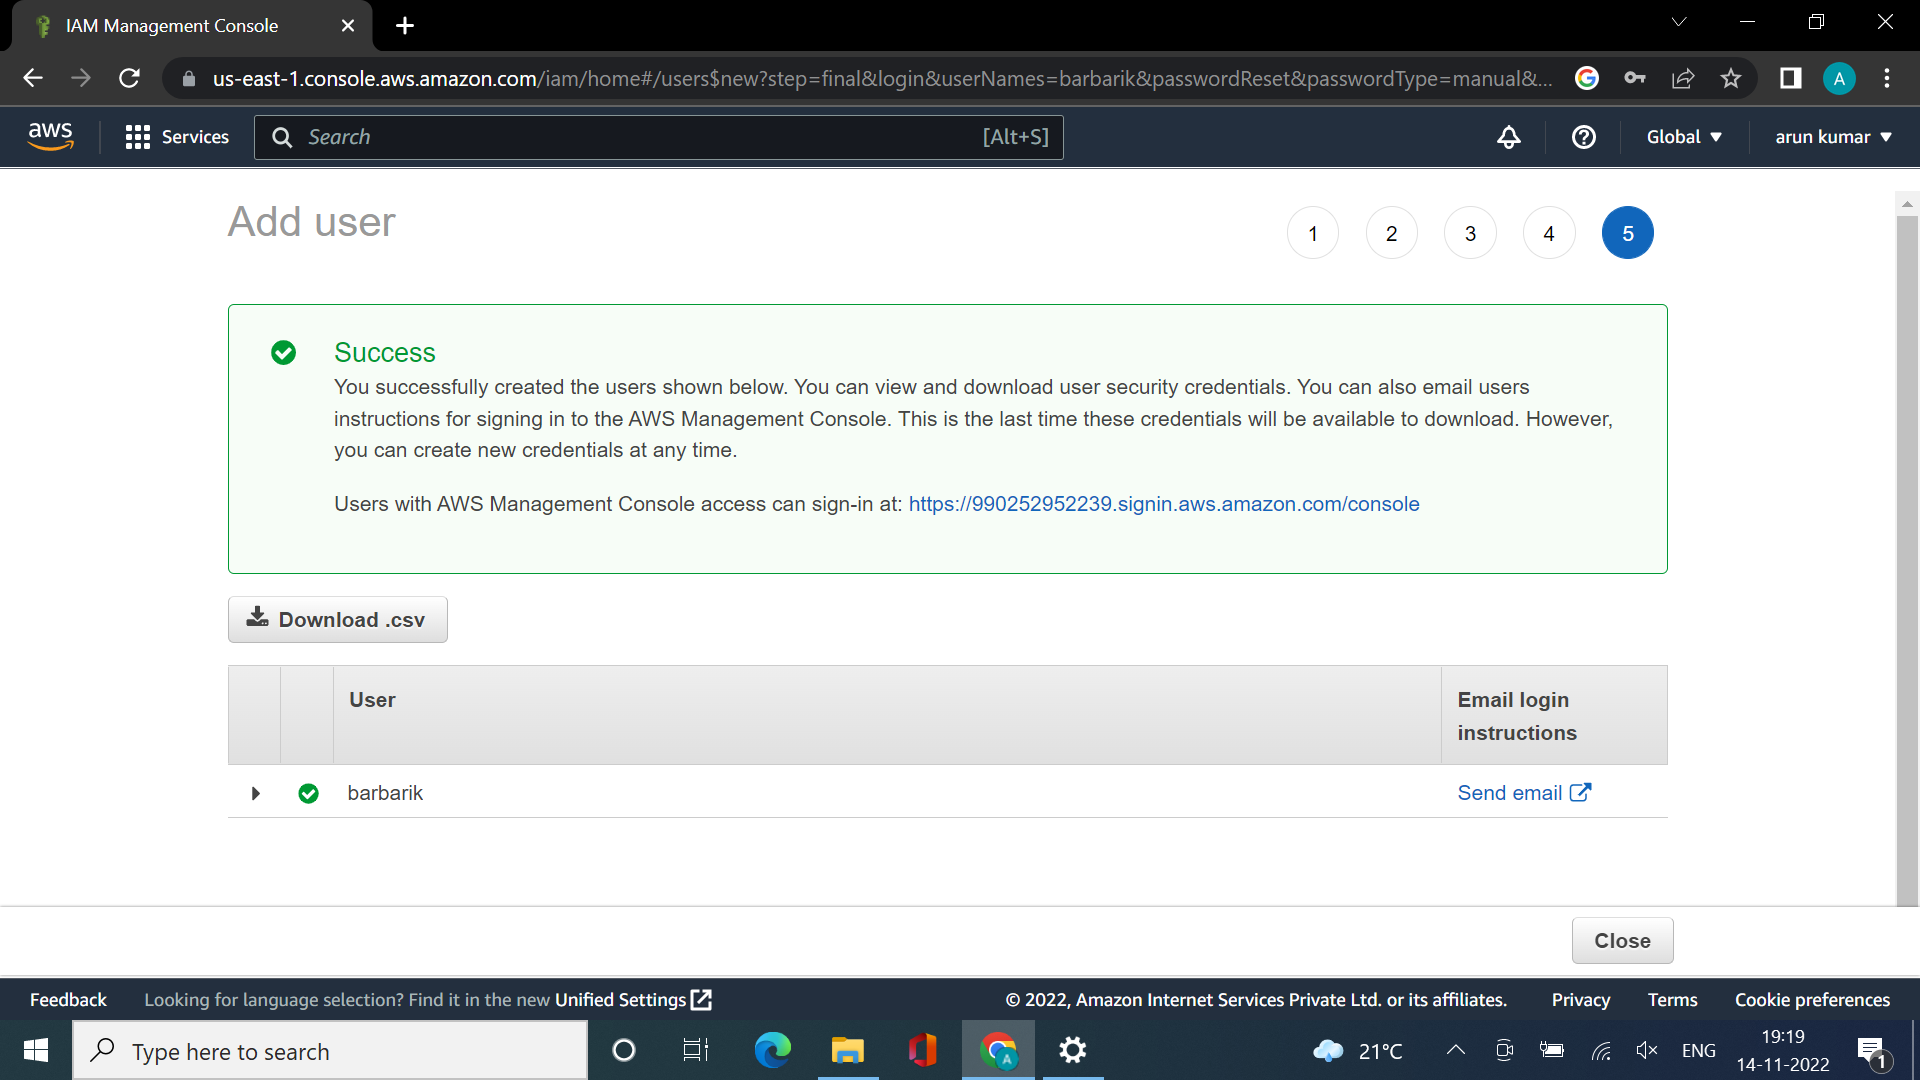 IAM Management Console
us-east-1.console.aws.amazon.com/iam/home#/users$new?step=final&login&userNames=barbarik&passwordReset&passwordType=manual&...
G
A
aws
Services
Search
[Alt+S]
Global
arun kumar
Add user
1
2
3
4
5
Success
You successfully created the users shown below. You can view and download user security credentials. You can also email users
instructions for signing in to the AWS Management Console. This is the last time these credentials will be available to download. However,
you can create new credentials at any time.
Users with AWS Management Console access can sign-in at: https://990252952239.signin.aws.amazon.com/console
Download .csv
User
Email login
instructions
barbarik
Send email
Close
Feedback
Looking for language selection? Find it in the new Unified Settings
© 2022, Amazon Internet Services Private Ltd. or its affiliates.
Privacy
Terms
Cookie preferences
Type here to search
A
21°C
ENG
19:19
14-11-2022
1